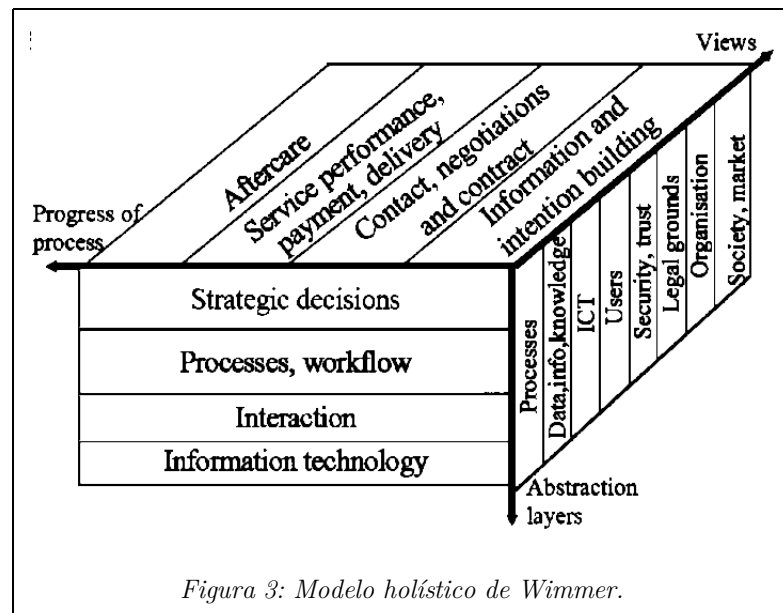 Views
Aftercare
Service performance,
payment, delivery
Contact, negotiations
and contract
Information and
intention building
Progress of
process
Strategic decisions
Processes, workflow
Interaction
Information technology
Processes
Data,info,knowledge
ICT
Users
Security, trust
Legal grounds
Organisation
Society, market
Abstraction
layers
Figura 3: Modelo holístico de Wimmer.